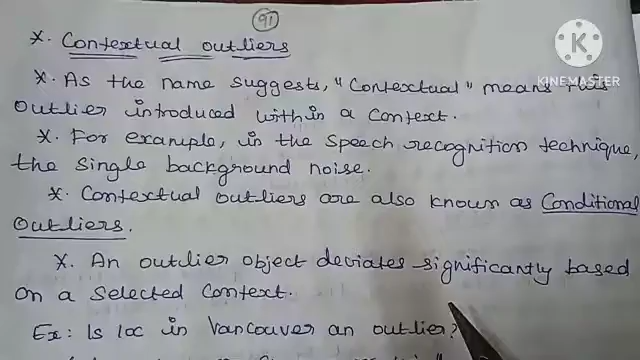 91
*. Contextual outliers
*. As the name suggests, "Contextual" means this
outlier introduced within a Context.
*. For example, in the speech recognition technique,
the single background noise.
*. Contextual outliers are also known as Conditional
Outliers.
*. An outlier object deviates significantly based
on a selected Context.
Ex: Is 10c in Vancouver an outlier?
K
KINEMASTER